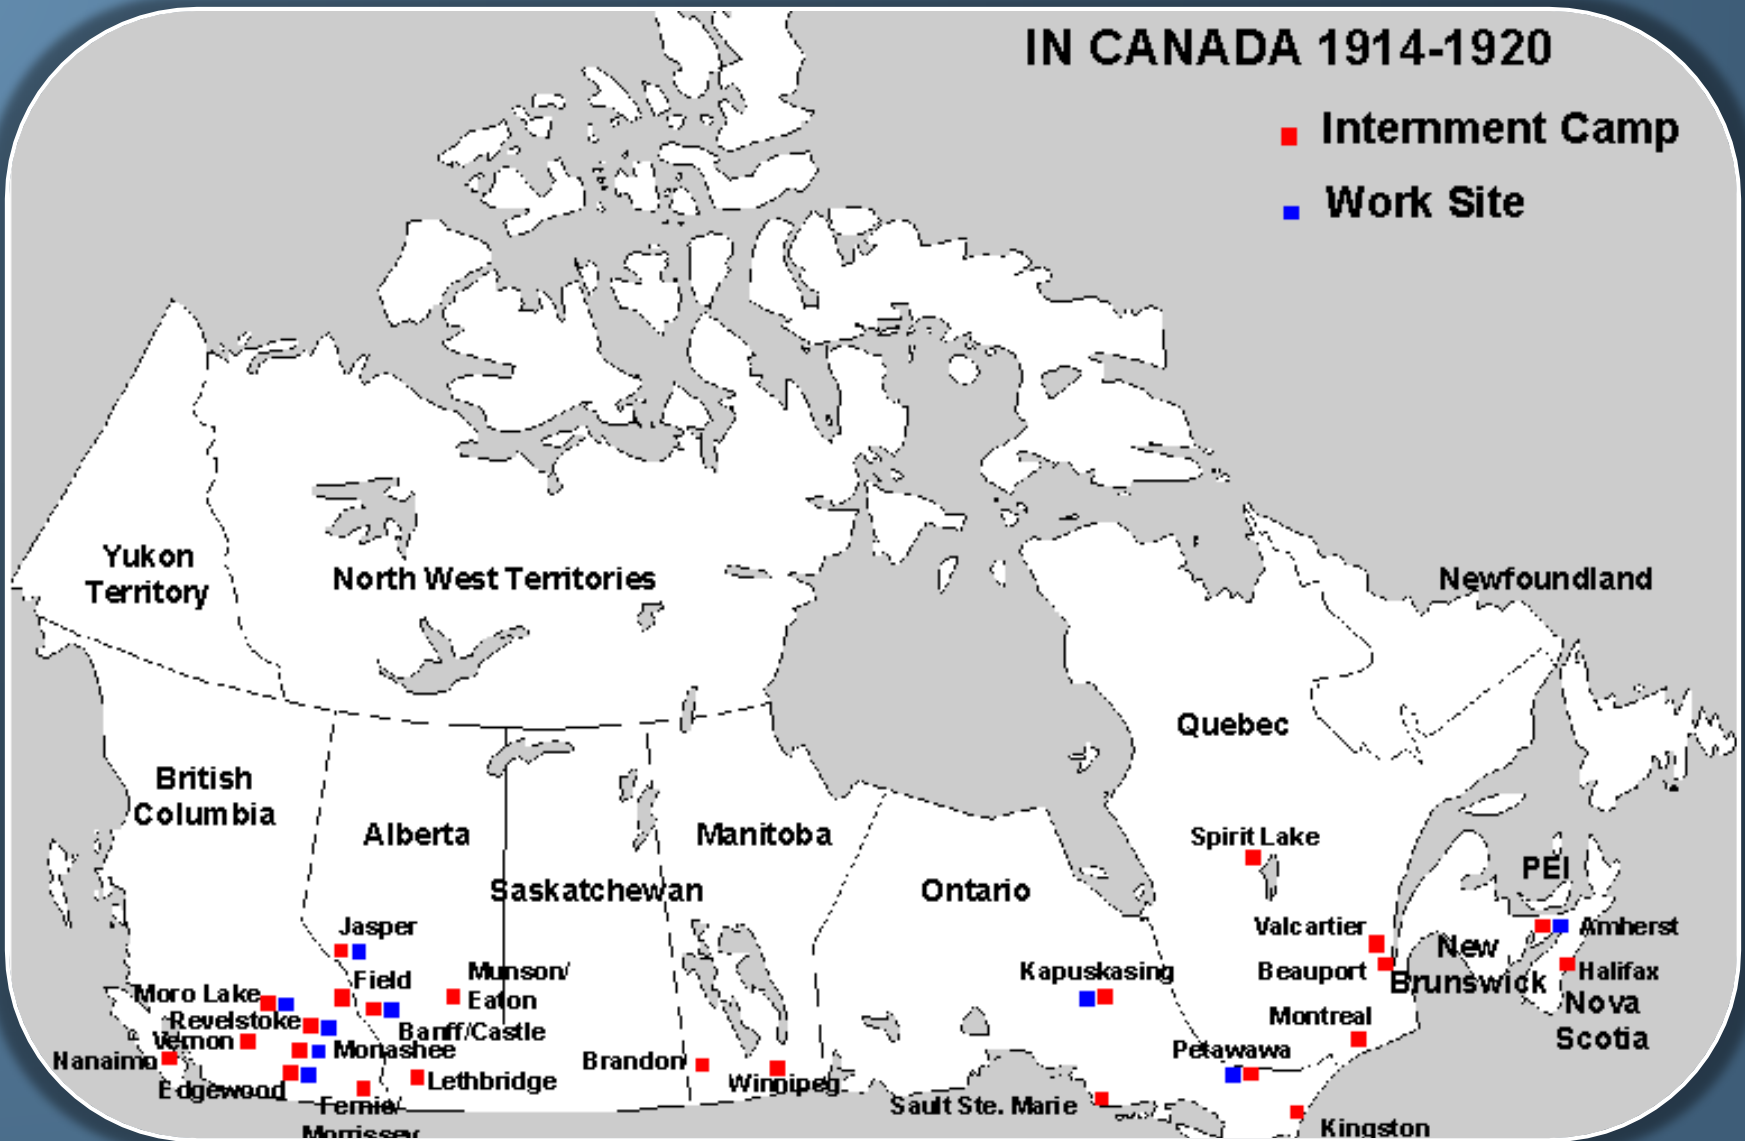 IN CANADA 1914-1920
Internment Camp
Work Site
Yukon
Territory
North West Territories
Newfoundland
Quebec
British
Columbia
Alberta
Manitoba
Saskatchewan
Ontario
Spirit Lake
PEI
Jasper
Valcartier
Amherst
New
Brunswick
Field
Munson/
Eaton
Kapuskasing
Beauport
Halifax
Nova
Scotia
Moro Lake
Revelstoke
Banff/Castle
Montreal
Vernon
Monashee
Petawawa
Nanaimo
Brandon
Winnipeg
Edgewood
Lethbridge
Fernie/
Morrissey
Sault Ste. Marie
Kingston